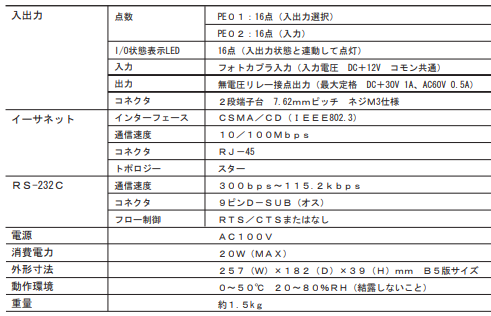 入出力 点数 PE01：16点（入出力選択）
PE02：16点（入力）
I/O状態表示LED 16点（入出力状態と連動して点灯）
入力 フォトカプラ入力（入力電圧 DC＋12V コモン共通）
出力 無電圧リレー接点出力（最大定格 DC＋30V 1A、AC60V 0.5A）
コネクタ 2段端子台 7.62mmピッチ ネジM3仕様
イーサネット インターフェース CSMA／CD（IEEE802.3）
通信速度 10／100Mbps
コネクタ RJ－45
トポロジー スター
RS-232C 通信速度 300bps～115.2kbps
コネクタ 9ピンD－SUB（オス）
フロー制御 RTS／CTSまたはなし
電源 AC100V
消費電力 20W（MAX）
外形寸法 257（W）×182（D）×39（H）mm B5版サイズ
動作環境 0～50℃ 20～80％RH（結露しないこと）
重量 約1.5kg